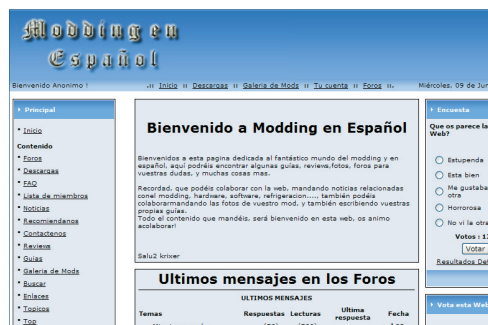 Modding en
Español
Bienvenido Anonimo !
.:: Inicio :: Descargas :: Galeria de Mods :: Tu cuenta :: Foros ::.
Miércoles, 09 de Jun
Principal
Inicio
Contenido
Foros
Descargas
FAQ
Lista de miembros
Noticias
Recomiendanos
Contactenos
Reviews
Guias
Galeria de Mods
Buscar
Enlaces
Topicos
Top
Bienvenido a Modding en Español
Bienvenidos a esta pagina dedicada al fantástico mundo del modding y en
español, aquí podréis encontrar algunas guías, reviews,fotos, foros para
vuestras dudas, y muchas cosas mas.
Recordad, que podéis colaborar con la web, mandando noticias relacionadas
conel modding, hardware, software, refrigeracion...., también podéis
colaborarmandando las fotos de vuestro mod, y también escribiendo vuestras
propias guías.
Todo el contenido que mandéis, será bienvenido en esta web, os animo
acolaborar!
Salu2 krixer
Ultimos mensajes en los Foros
ULTIMOS MENSAJES
Temas Respuestas Lecturas Ultima respuesta Fecha
Encuesta
Que os parece la
Web?
Estupenda
Esta bien
Me gustaba
otra
Horrorosa
No vi la otra
Votos : 
Votar
Resultados
Vota esta Web